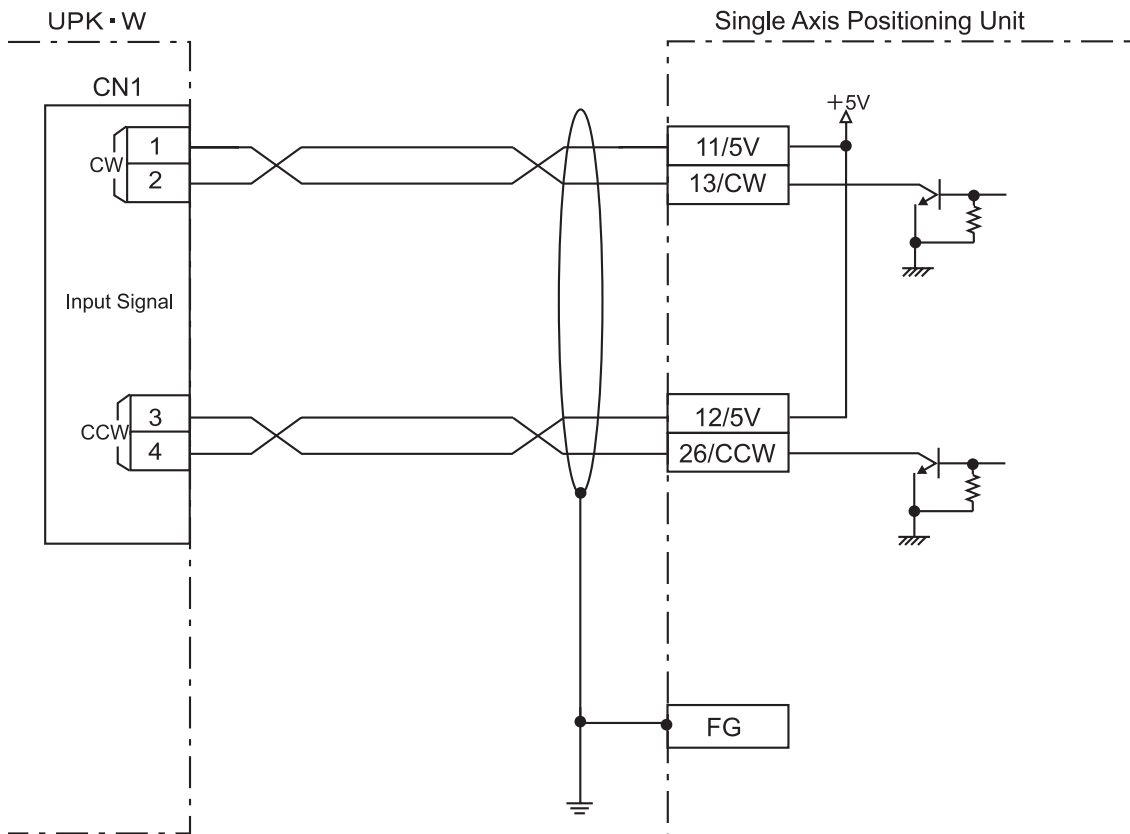 UPK・W
Single Axis Positioning Unit
CN1
CW
1
2
Input Signal
CCW
3
4
+5V
11/5V
13/CW
12/5V
26/CCW
FG